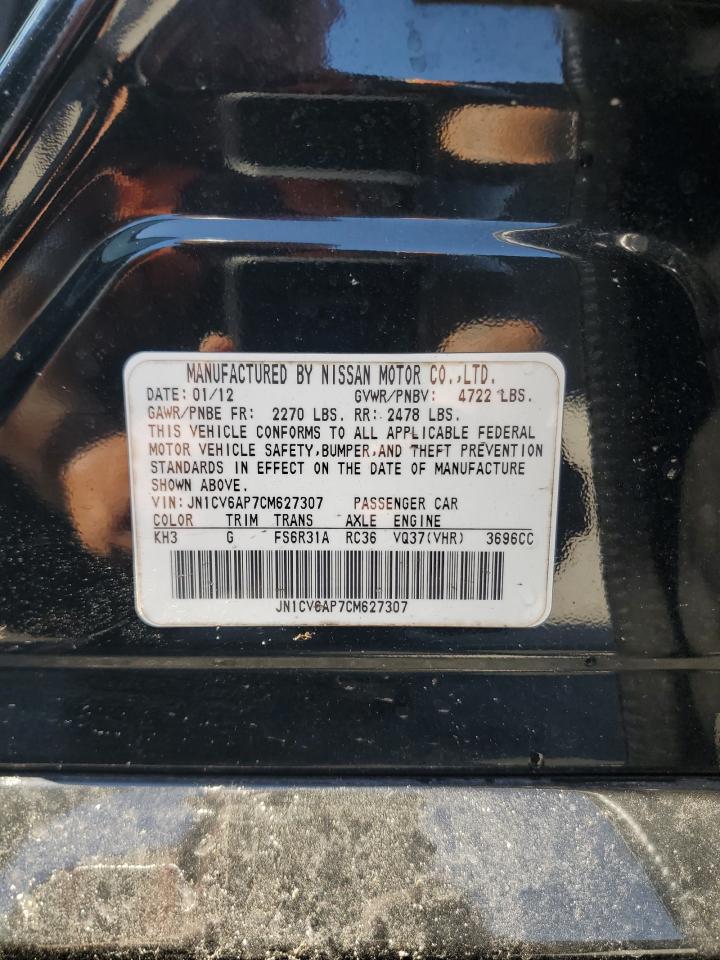 MANUFACTURED BY NISSAN MOTOR CO.,LTD.
DATE: 01/12 GVWR/PNBV: 4722 LBS.
GAWR/PNBE FR: 2270 LBS. RR: 2478 LBS.
THIS VEHICLE CONFORMS TO ALL APPLICABLE FEDERAL
MOTOR VEHICLE SAFETY,BUMPER,AND THEFT PREVENTION
STANDARDS IN EFFECT ON THE DATE OF MANUFACTURE
SHOWN ABOVE.
VIN: JN1CV6AP7CM627307 PASSENGER CAR
COLOR TRIM TRANS AXLE ENGINE
KH3 G FS6R31A RC36 VQ37(VHR) 3696CC
JN1CV6AP7CM627307